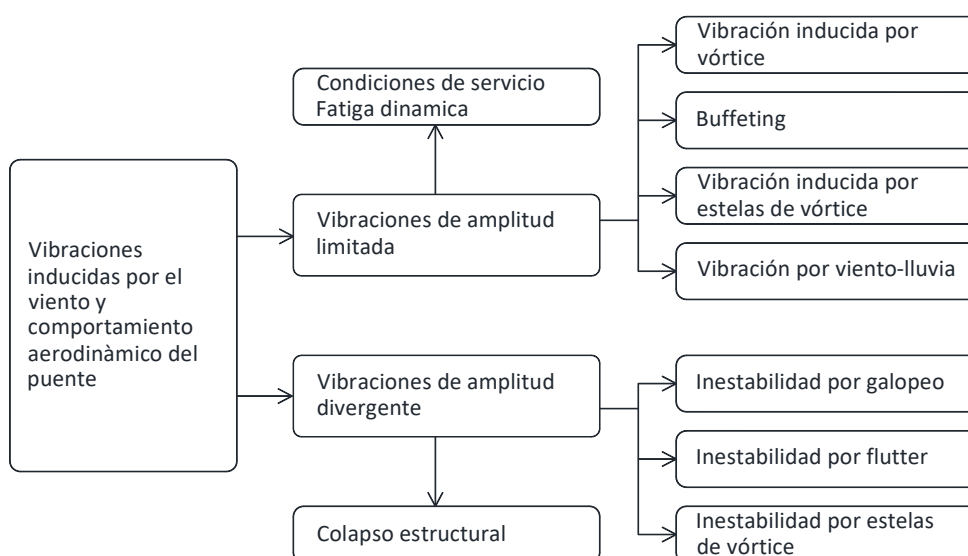 Vibraciones
inducidas por el
viento y
comportamiento
aerodinàmico del
puente
Condiciones de servicio
Fatiga dinamica
Vibraciones de amplitud
limitada
Vibraciones de amplitud
divergente
Colapso estructural
Vibración inducida por
vórtice
Buffeting
Vibración inducida por
estelas de vórtice
Vibración por viento-lluvia
Inestabilidad por galopeo
Inestabilidad por flutter
Inestabilidad por estelas
de vórtice